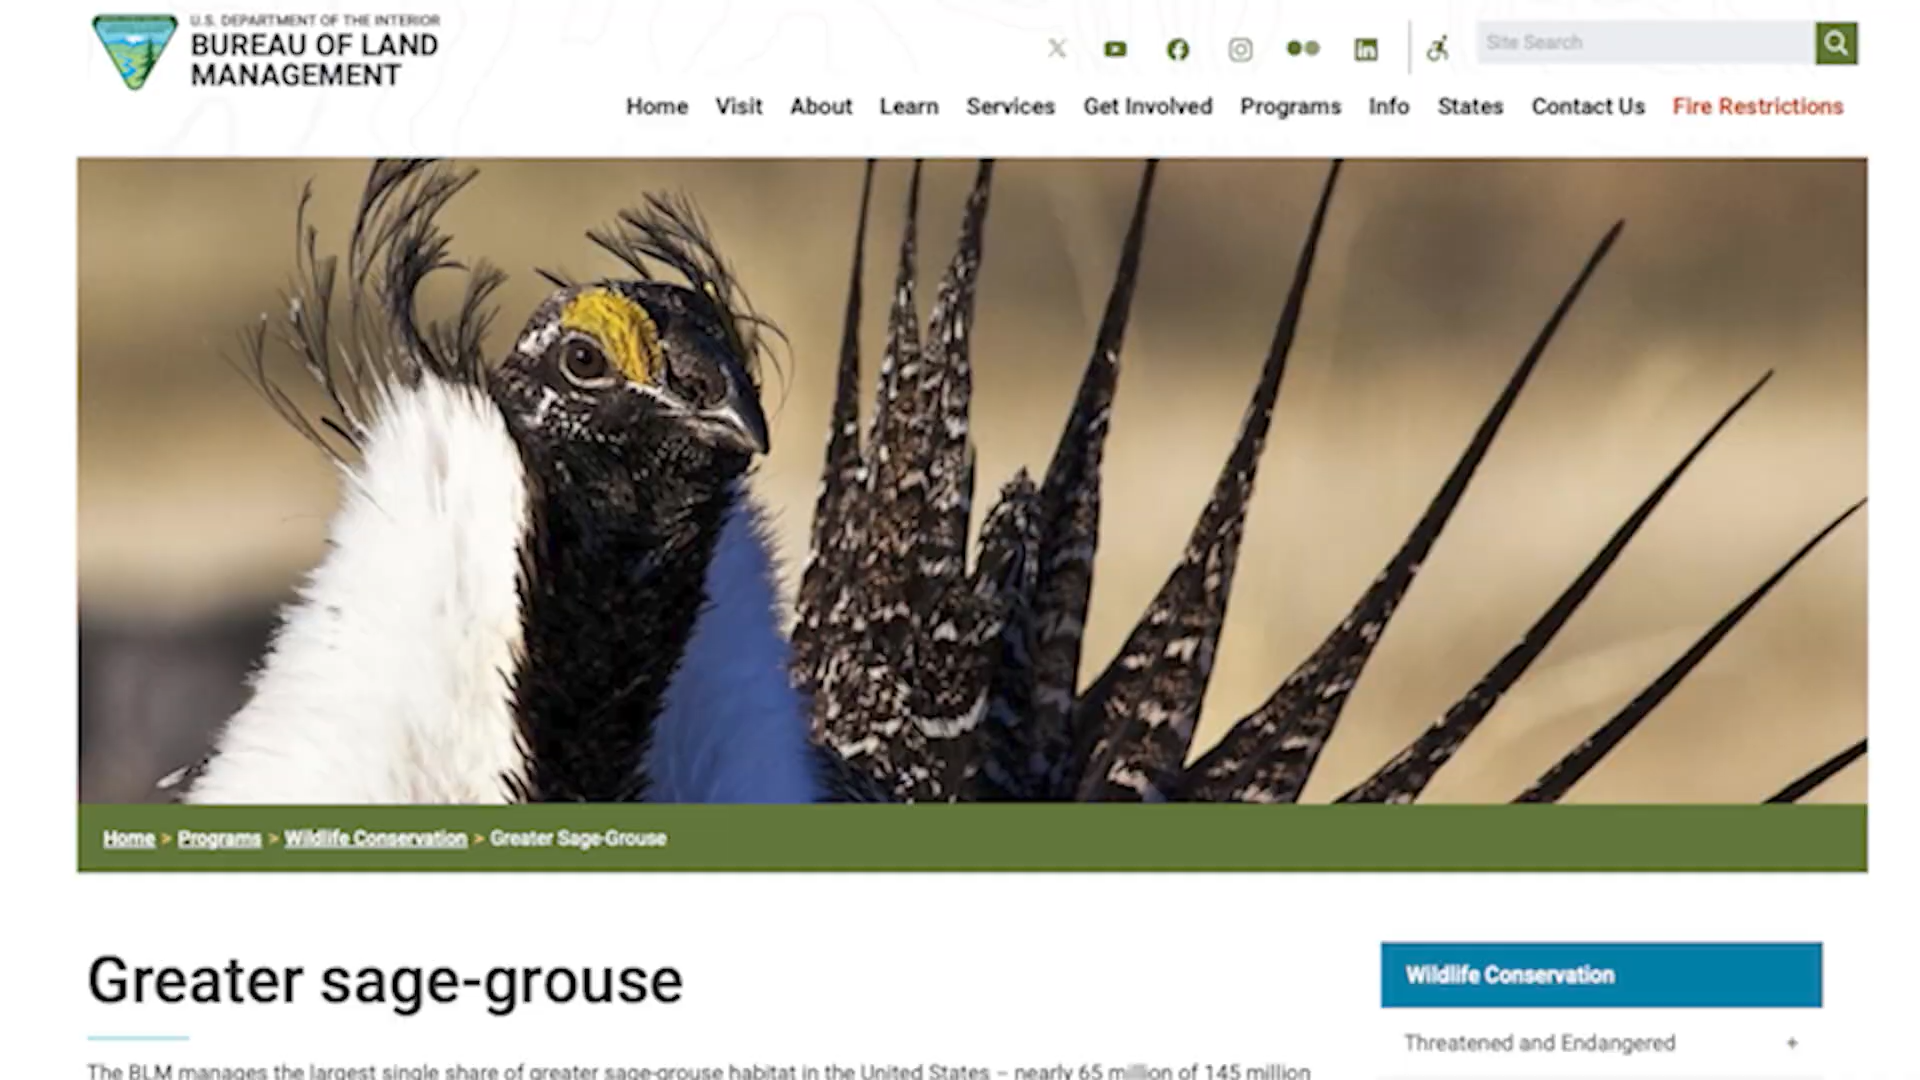 U.S. DEPARTMENT OF THE INTERIOR
BUREAU OF LAND
MANAGEMENT
Site Search
Home Visit About Learn Services Get Involved Programs Info States Contact Us Fire Restrictions
Home > Programs > Wildlife Conservation > Greater Sage-Grouse
Greater sage-grouse
Wildlife Conservation
Threatened and Endangered +
The BLM manages the largest single share of greater sage-grouse habitat in the United States – nearly 65 million of 145 million